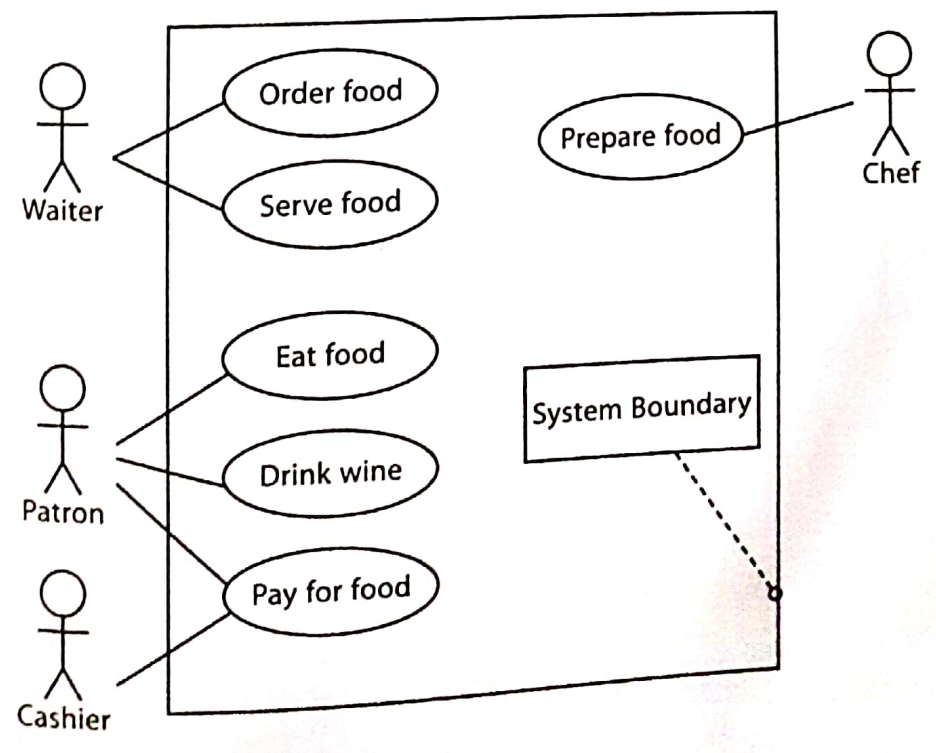 Order food
Prepare food
Chef
Waiter
Serve food
Eat food
System Boundary
Drink wine
Patron
Pay for food
Cashier